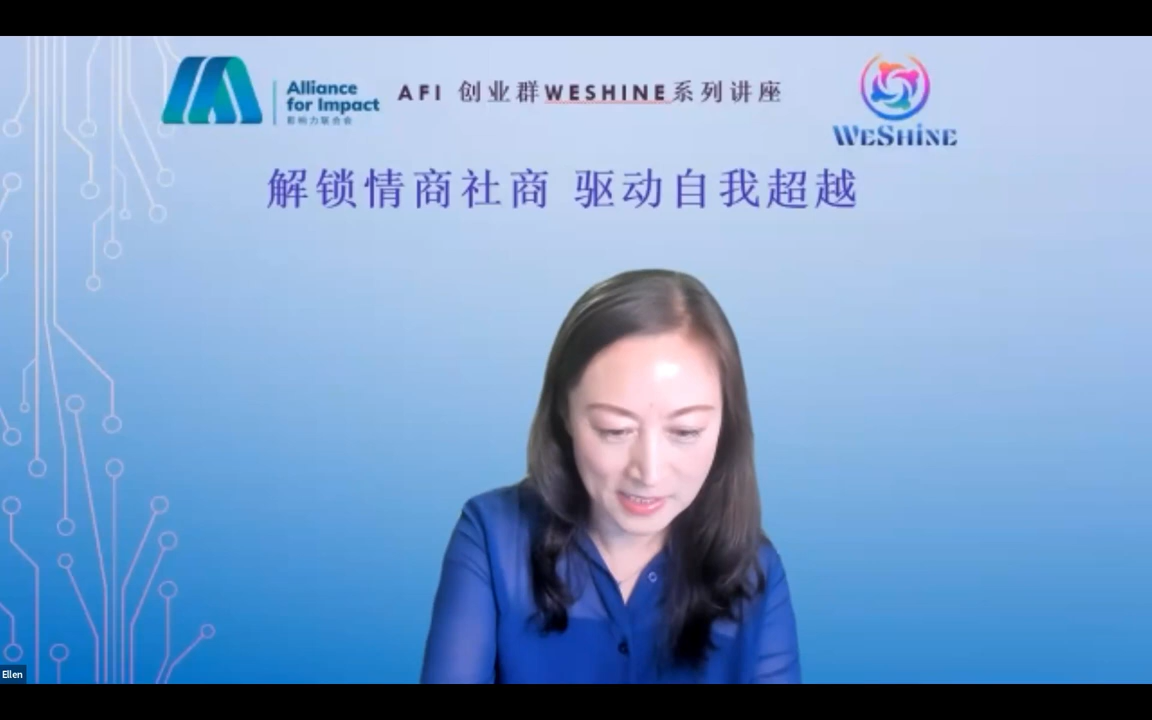 Alliance
for Impact
影响力联合会
AFI 创业群WESHINE系列讲座
WESHINE
解锁情商社商 驱动自我超越
Ellen